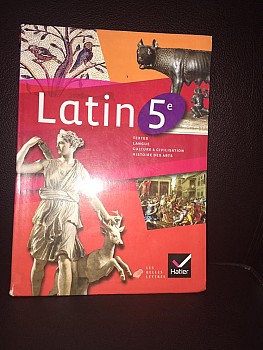 Latin 5e
TEXTES
LANGUE
CULTURE & CIVILISATION
HISTOIRE DES ARTS
LES
BELLES
LETTRES
Hatier